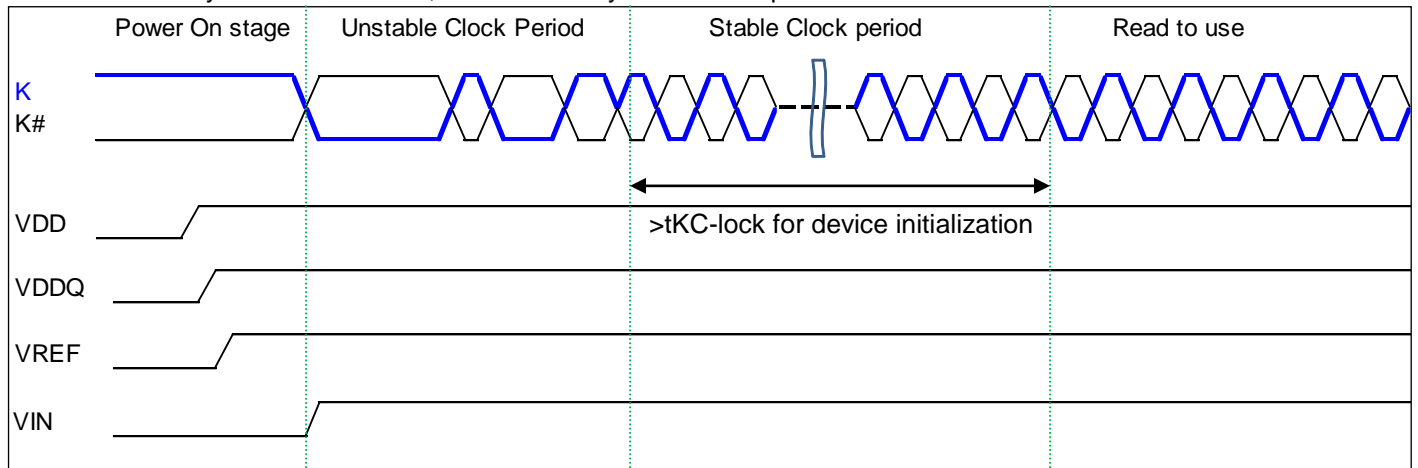 Power On stage
Unstable Clock Period
Stable Clock period
Read to use
K
K#
VDD
>tKC-lock for device initialization
VDDQ
VREF
VIN